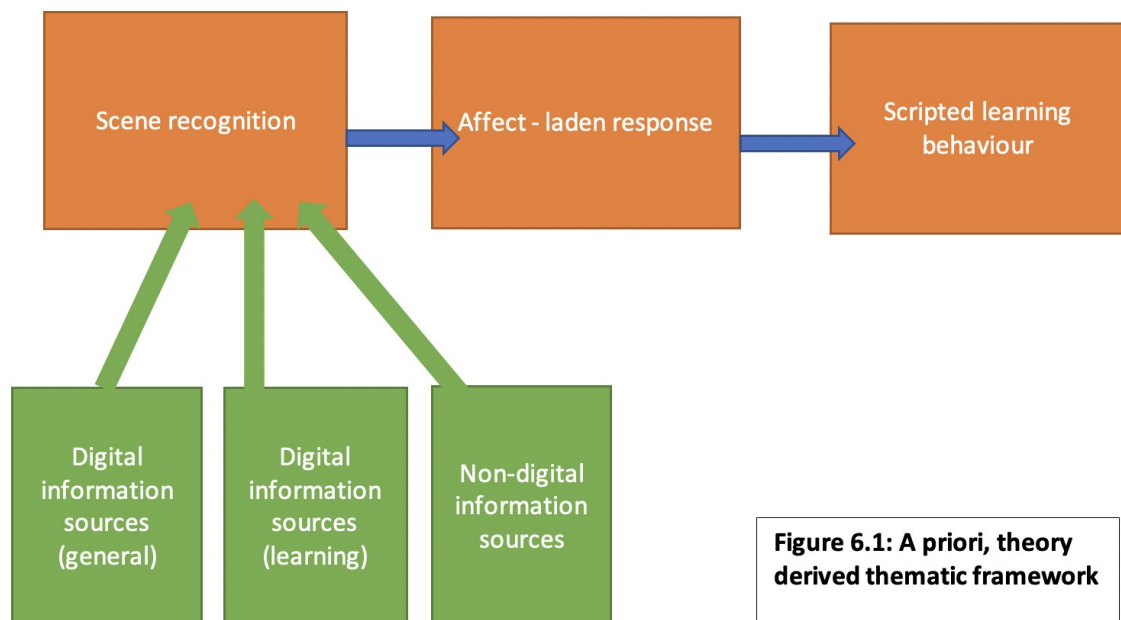 Scene recognition
Affect - laden response
Scripted learning
behaviour
Digital
information
sources
(general)
Digital
information
sources
(learning)
Non-digital
information
sources
Figure 6.1: A priori, theory
derived thematic framework